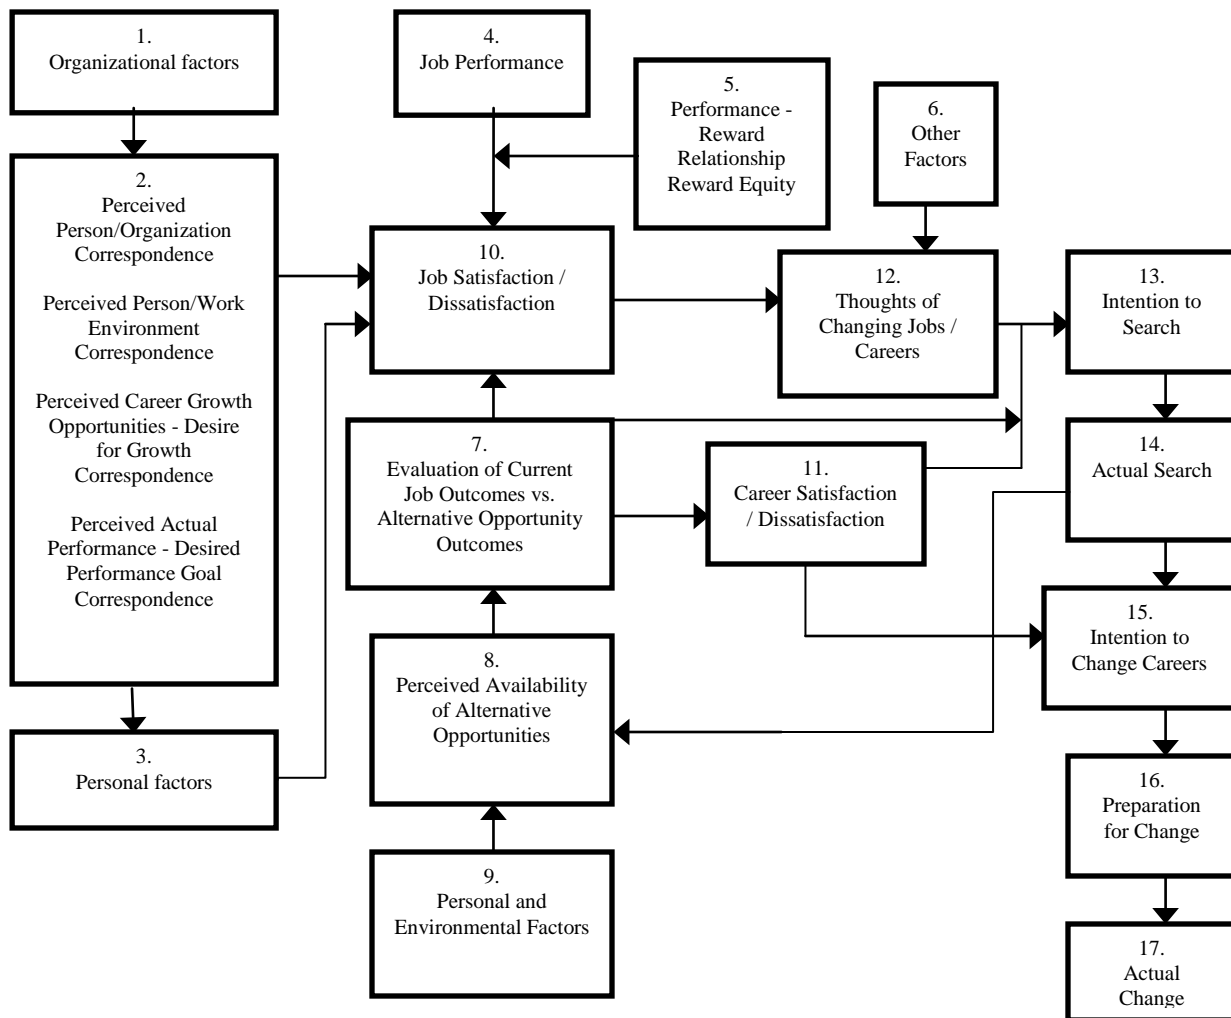 1.
Organizational factors
2.
Perceived
Person/Organization
Correspondence
Perceived Person/Work
Environment
Correspondence
Perceived Career Growth
Opportunities - Desire
for Growth
Correspondence
Perceived Actual
Performance - Desired
Performance Goal
Correspondence
3.
Personal factors
4.
Job Performance
5.
Performance -
Reward
Relationship
Reward Equity
6.
Other
Factors
10.
Job Satisfaction /
Dissatisfaction
7.
Evaluation of Current
Job Outcomes vs.
Alternative Opportunity
Outcomes
8.
Perceived Availability
of Alternative
Opportunities
9.
Personal and
Environmental Factors
11.
Career Satisfaction
/ Dissatisfaction
12.
Thoughts of
Changing Jobs /
Careers
13.
Intention to
Search
14.
Actual Search
15.
Intention to
Change Careers
16.
Preparation
for Change
17.
Actual
Change